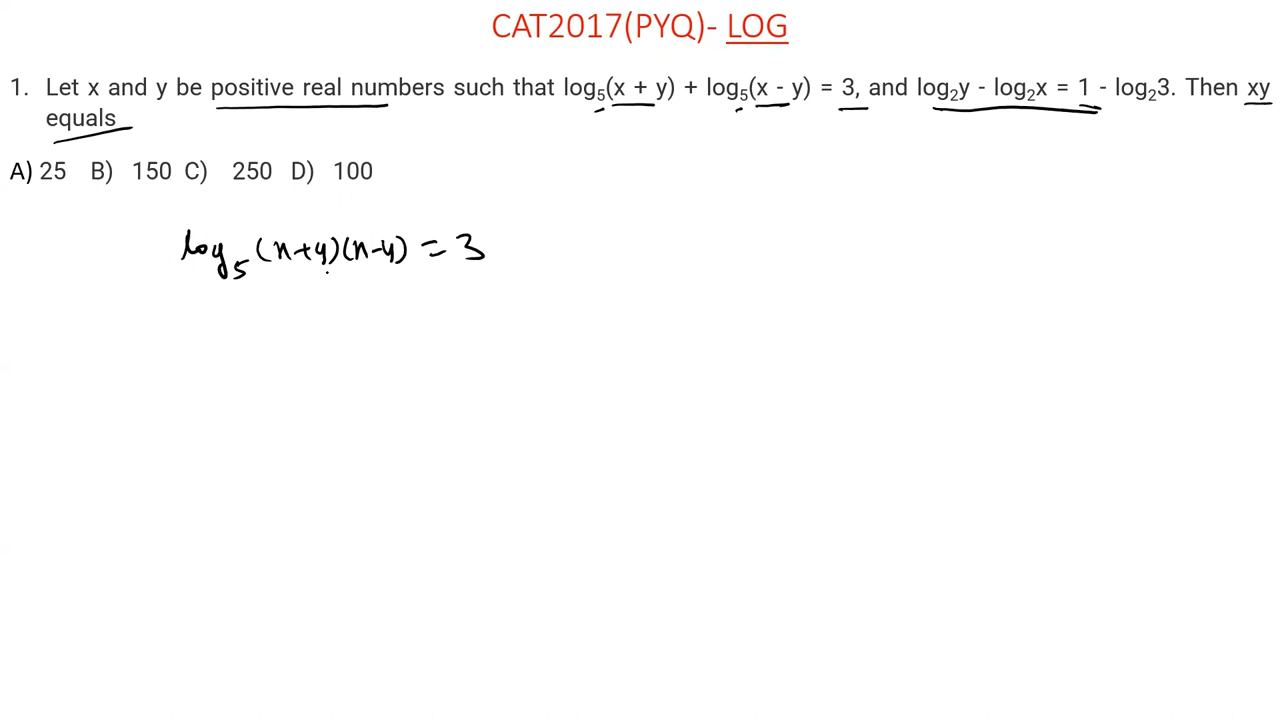 CAT2017(PYQ)- LOG
1. Let x and y be positive real numbers such that log₅(x + y) + log₅(x - y) = 3, and log₂y - log₂x = 1 - log₂3. Then xy
equals
A) 25 B) 150 C) 250 D) 100
log₅ (x+y)(x-y) = 3